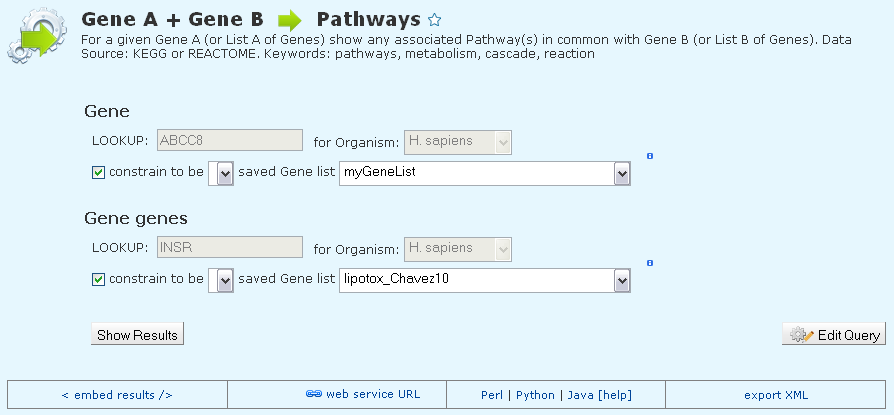 Gene A + Gene B Pathways
For a given Gene A (or List A of Genes) show any associated Pathway(s) in common with Gene B (or List B of Genes). Data
Source: KEGG or REACTOME. Keywords: pathways, metabolism, cascade, reaction
Gene
LOOKUP: ABCC8 for Organism: H. sapiens
constrain to be saved Gene list myGeneList
Gene genes
LOOKUP: INSR for Organism: H. sapiens
constrain to be saved Gene list lipotox_Chavez10
Show Results Edit Query
< embed results /> web service URL Perl | Python | Java [help] export XML